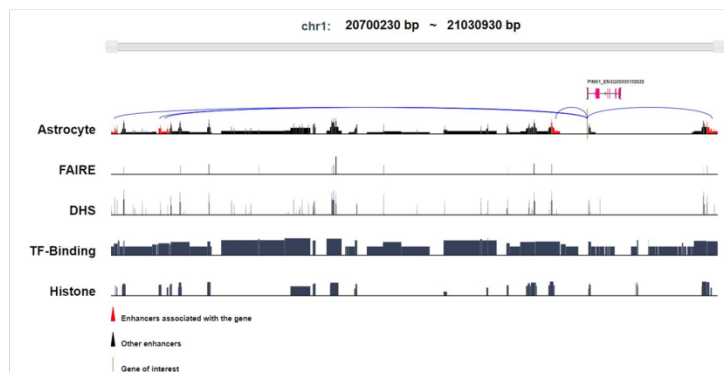 chr1: 20700230 bp ~ 21030930 bp
PINK1_ENSG00000158828
Astrocyte
FAIRE
DHS
TF-Binding
Histone
Enhancers associated with the gene
Other enhancers
Gene of interest